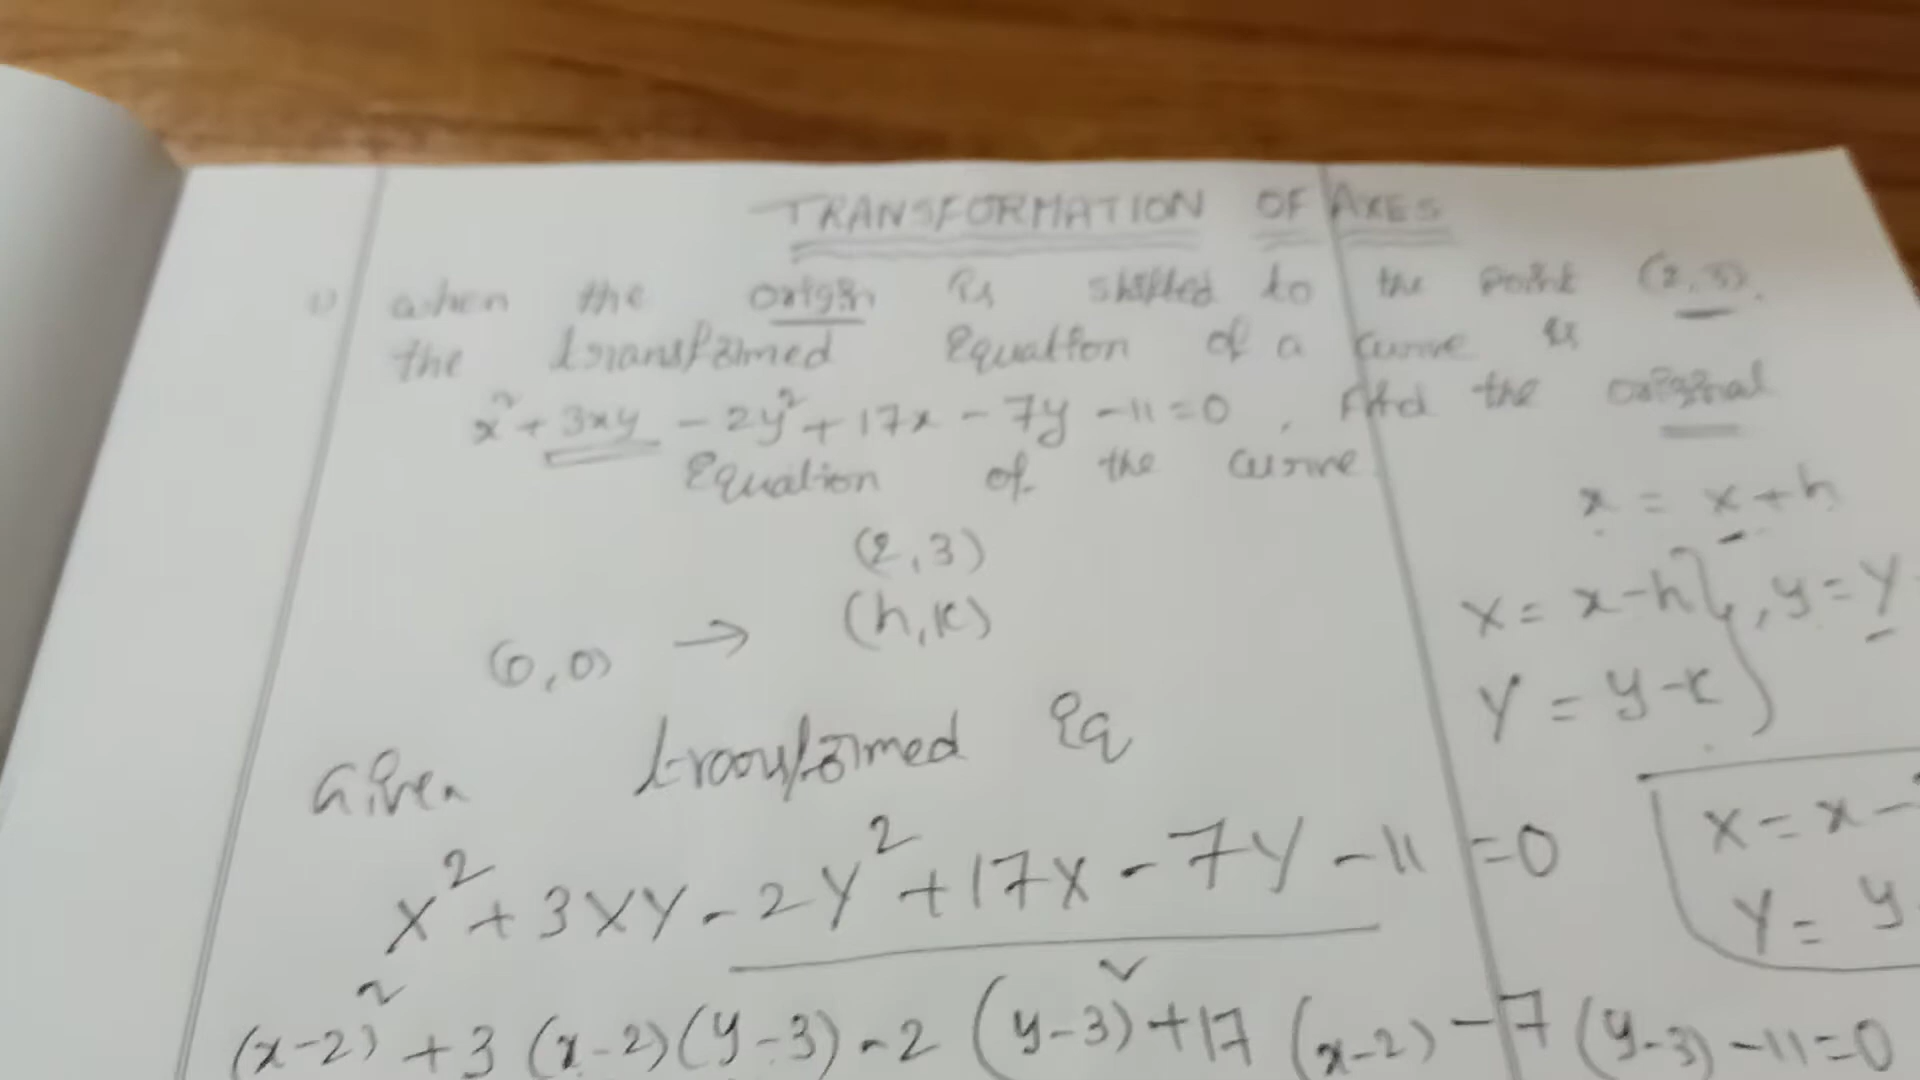 TRANSFORMATION OF AXES
1) when the origin is shifted to the point (2,3).
the transformed Equation of a curve is
x²+3xy-2y²+17x-7y-11=0, Find the original
Equation of the curve
x = X+h
(2,3)
X = x-h}, y=Y
(0,0) → (h,k)
Y = y-k
Given transformed Eq
X²+3XY-2Y²+17X-7Y-11=0
X=x-
Y= y
(x-2)²+3(x-2)(y-3)-2(y-3)²+17(x-2)-7(y-3)-11=0